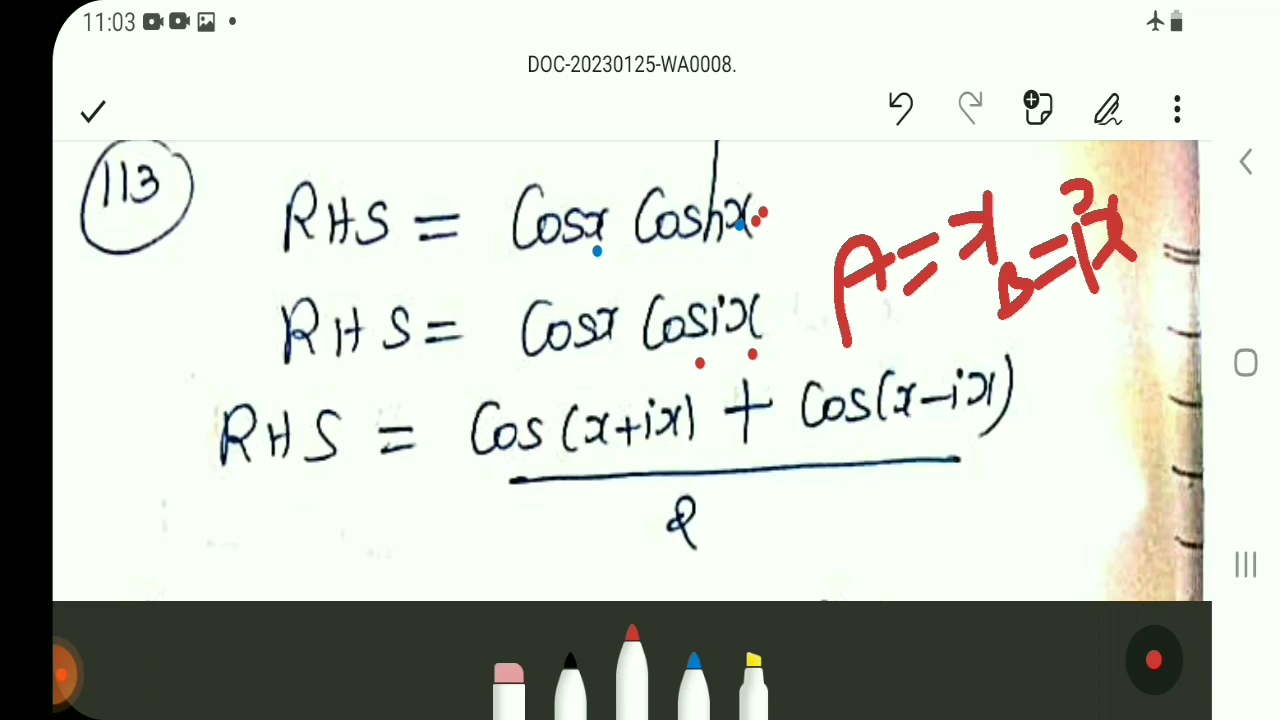 11:03
DOC-20230125-WA0008.
113
RHS = Cosx Coshx
A = x
B = ix
RHS = Cosx Cosix
RHS = Cos(x+ix) + Cos(x-ix)
2